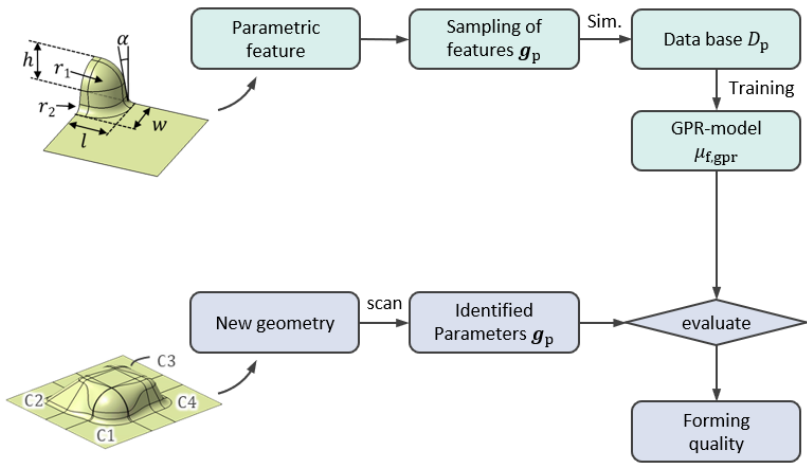 α
h
r₁
r₂
l
w
Parametric
feature
Sampling of
features 𝒈ₚ
Sim.
Data base Dₚ
Training
GPR-model
μf,gpr
New geometry
scan
Identified
Parameters 𝒈ₚ
evaluate
Forming
quality
C3
C2
C4
C1